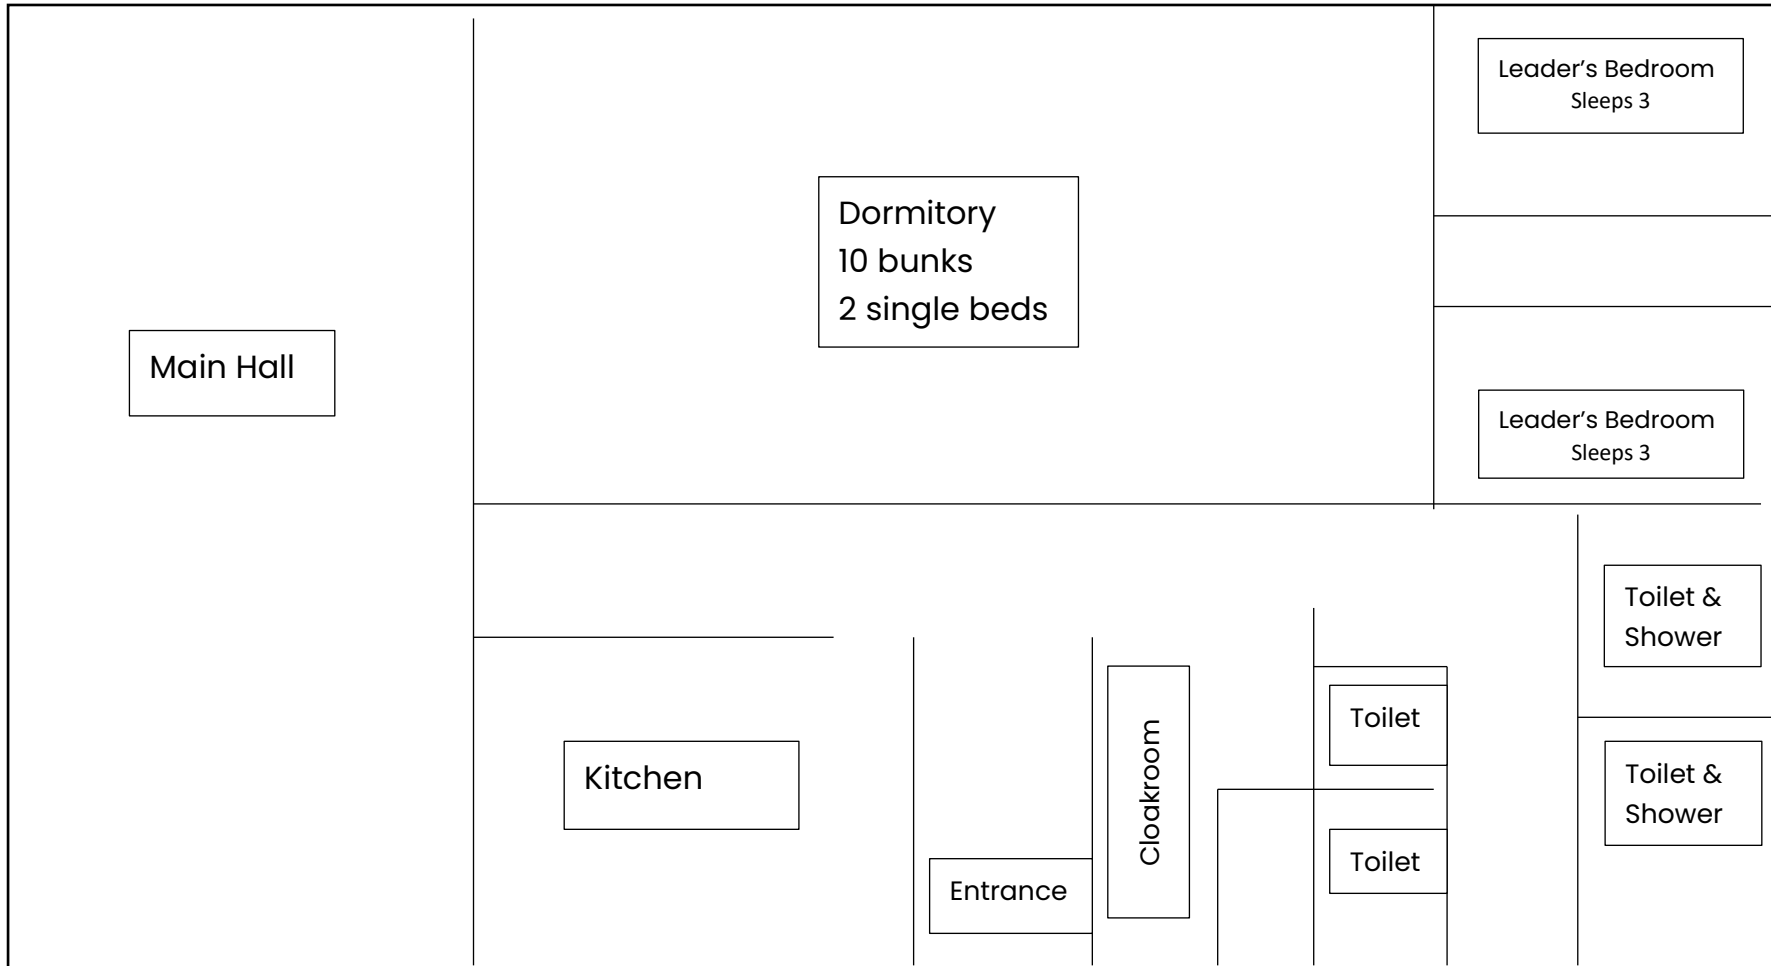 Leader’s Bedroom
Sleeps 3
Dormitory
10 bunks
2 single beds
Main Hall
Leader’s Bedroom
Sleeps 3
Toilet &
Shower
Toilet
Kitchen
Cloakroom
Toilet &
Shower
Toilet
Entrance